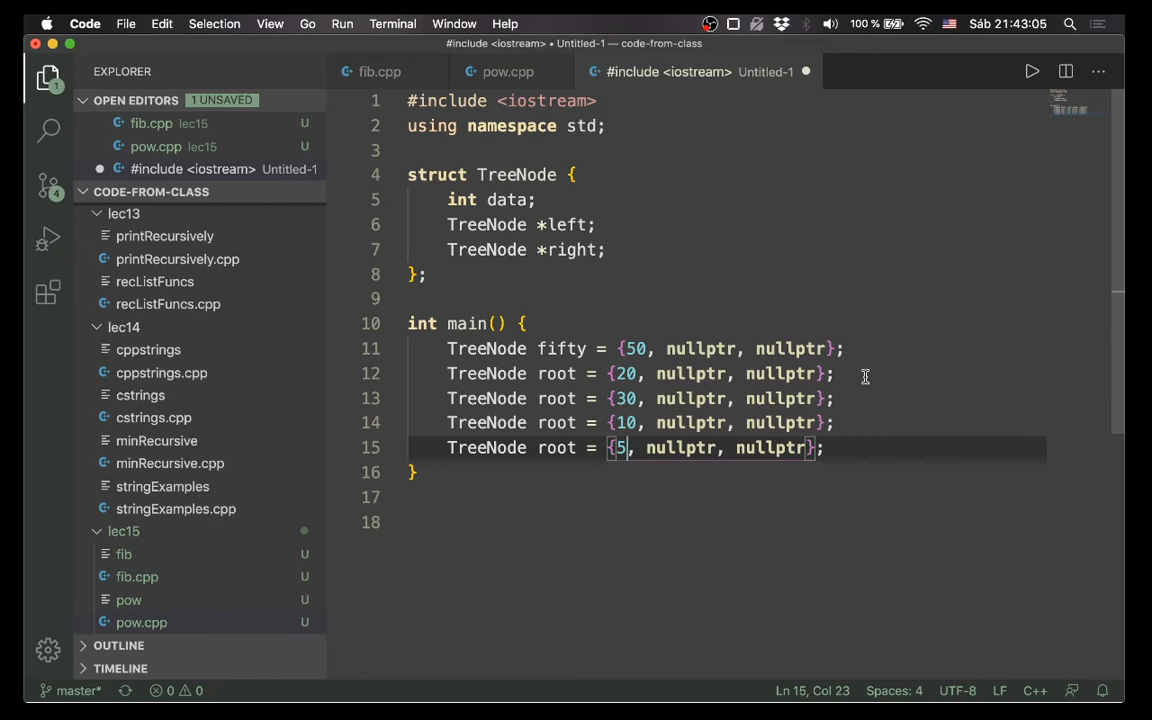 Code File Edit Selection View Go Run Terminal Window Help 100 % Sáb 21:43:05
#include <iostream> • Untitled-1 — code-from-class
EXPLORER
fib.cpp
pow.cpp
#include <iostream> Untitled-1
OPEN EDITORS 1 UNSAVED
fib.cpp lec15 U
pow.cpp lec15 U
#include <iostream> Untitled-1
CODE-FROM-CLASS
lec13
printRecursively
printRecursively.cpp
recListFuncs
recListFuncs.cpp
lec14
cppstrings
cppstrings.cpp
cstrings
cstrings.cpp
minRecursive
minRecursive.cpp
stringExamples
stringExamples.cpp
lec15
fib U
fib.cpp U
pow U
pow.cpp U
OUTLINE
TIMELINE
1 #include <iostream>
2 using namespace std;
3
4 struct TreeNode {
5 int data;
6 TreeNode *left;
7 TreeNode *right;
8 };
9
10 int main() {
11 TreeNode fifty = {50, nullptr, nullptr};
12 TreeNode root = {20, nullptr, nullptr};
13 TreeNode root = {30, nullptr, nullptr};
14 TreeNode root = {10, nullptr, nullptr};
15 TreeNode root = {5, nullptr, nullptr};
16 }
17
18
1
4
master* 0 0 Ln 15, Col 23 Spaces: 4 UTF-8 LF C++